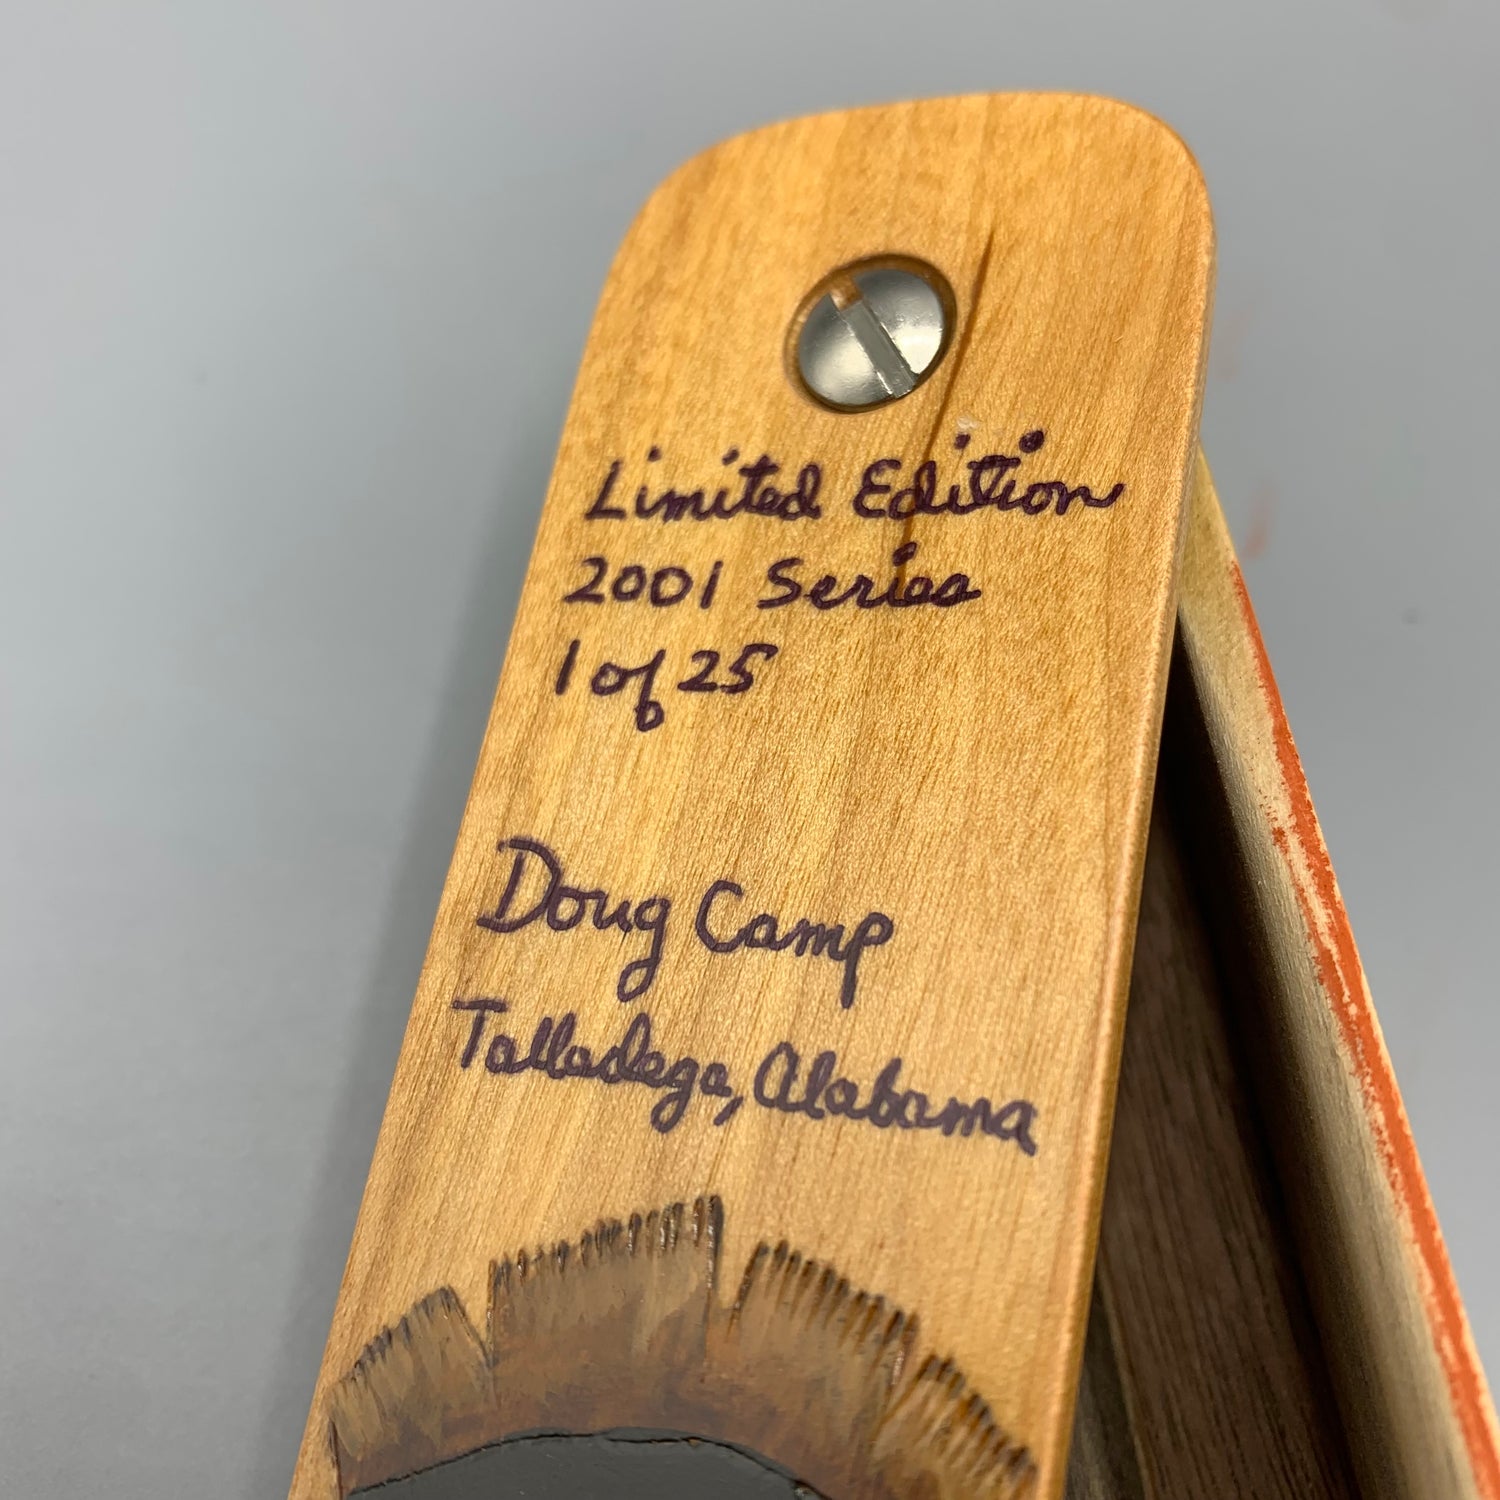 Limited Edition
2001 Series
1 of 25
Doug Camp
Talladega, Alabama